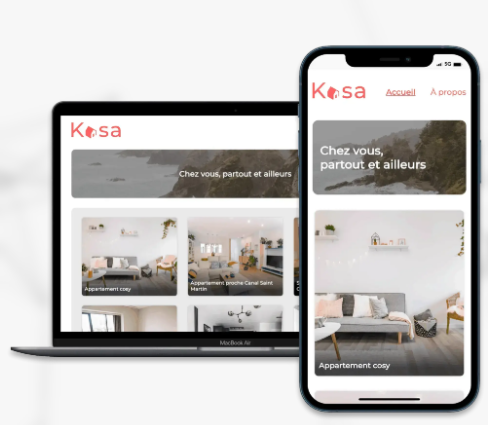 5G
Kasa
Accueil
À propos
Chez vous,
partout et ailleurs
Appartement cosy
Kasa
Chez vous, partout et ailleurs
Appartement cosy
Appartement proche Canal Saint
Martin
MacBook Air